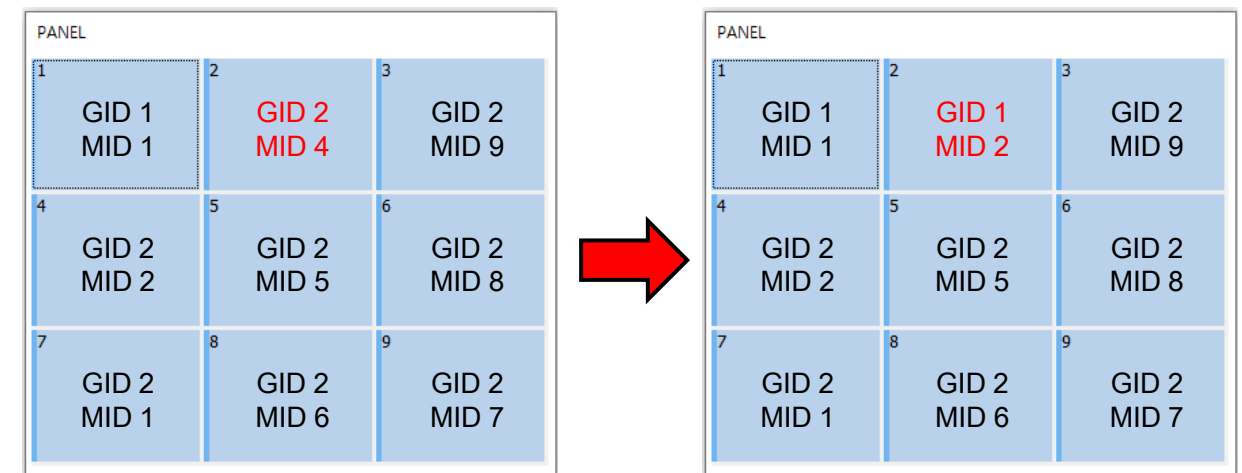 PANEL
1
GID 1
MID 1
2
GID 2
MID 4
3
GID 2
MID 9
4
GID 2
MID 2
5
GID 2
MID 5
6
GID 2
MID 8
7
GID 2
MID 1
8
GID 2
MID 6
9
GID 2
MID 7
PANEL
1
GID 1
MID 1
2
GID 1
MID 2
3
GID 2
MID 9
4
GID 2
MID 2
5
GID 2
MID 5
6
GID 2
MID 8
7
GID 2
MID 1
8
GID 2
MID 6
9
GID 2
MID 7